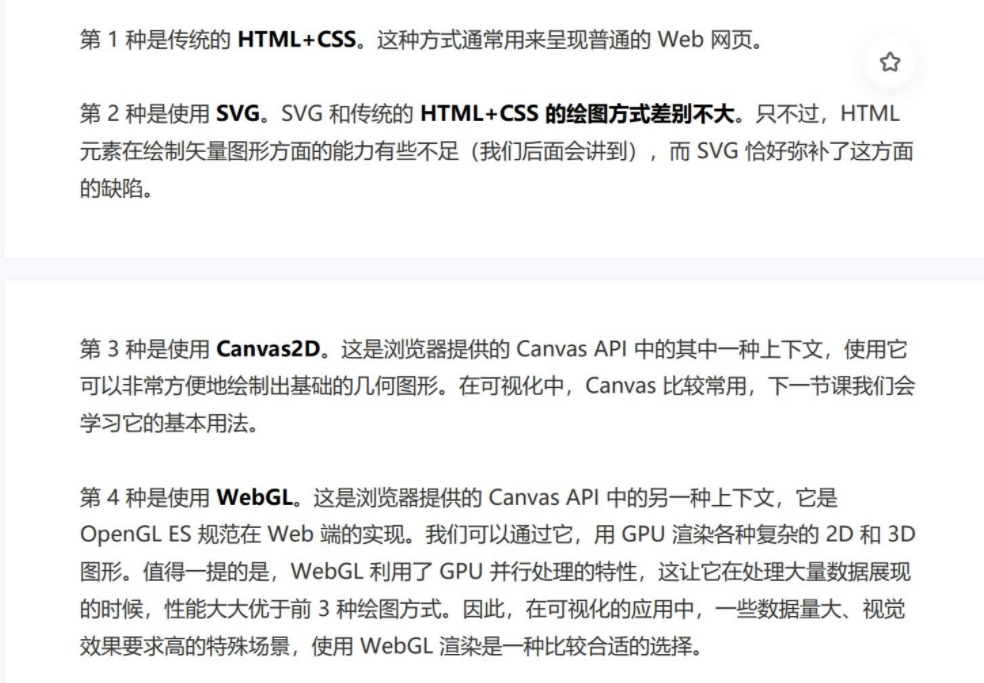 第 1 种是传统的 HTML+CSS。这种方式通常用来呈现普通的 Web 网页。
第 2 种是使用 SVG。SVG 和传统的 HTML+CSS 的绘图方式差别不大。只不过，HTML
元素在绘制矢量图形方面的能力有些不足（我们后面会讲到），而 SVG 恰好弥补了这方面
的缺陷。
第 3 种是使用 Canvas2D。这是浏览器提供的 Canvas API 中的其中一种上下文，使用它
可以非常方便地绘制出基础的几何图形。在可视化中，Canvas 比较常用，下一节课我们会
学习它的基本用法。
第 4 种是使用 WebGL。这是浏览器提供的 Canvas API 中的另一种上下文，它是
OpenGL ES 规范在 Web 端的实现。我们可以通过它，用 GPU 渲染各种复杂的 2D 和 3D
图形。值得一提的是，WebGL 利用了 GPU 并行处理的特性，这让它在处理大量数据展现
的时候，性能大大优于前 3 种绘图方式。因此，在可视化的应用中，一些数据量大、视觉
效果要求高的特殊场景，使用 WebGL 渲染是一种比较合适的选择。